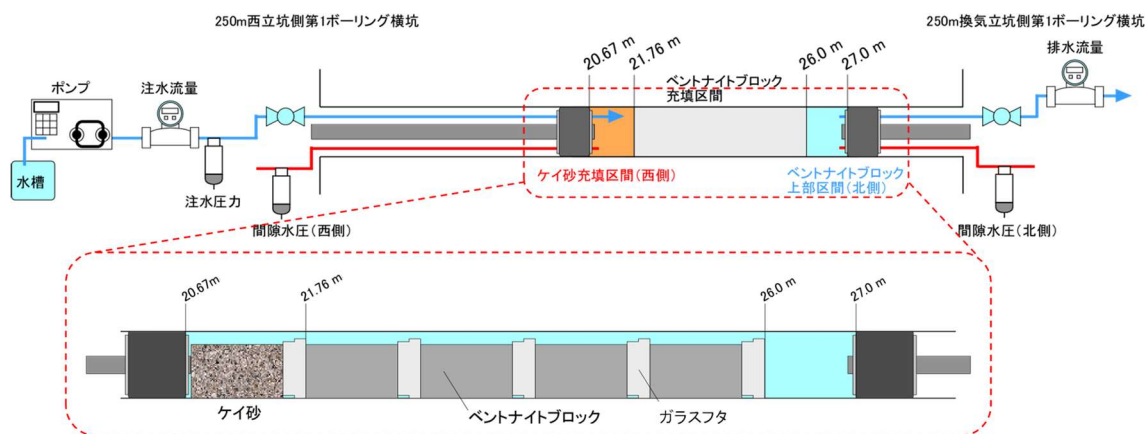 250m西立坑側第1ボーリング横坑
250m換気立坑側第1ボーリング横坑
ポンプ
注水流量
20.67 m
21.76 m
ベントナイトブロック
充填区間
26.0 m
27.0 m
排水流量
水槽
注水圧力
間隙水圧(西側)
ケイ砂充填区間(西側)
ベントナイトブロック
上部区間(北側)
間隙水圧(北側)
20.67m
21.76 m
26.0 m
27.0 m
ケイ砂
ベントナイトブロック
ガラスフタ